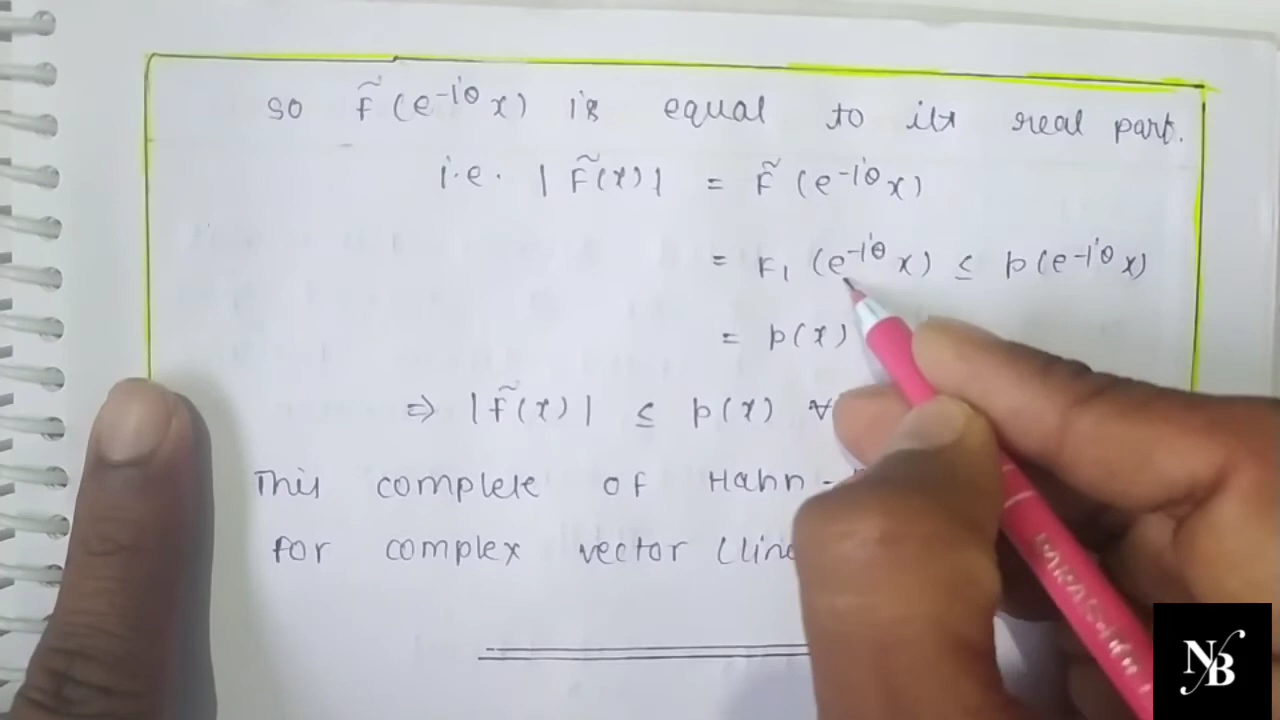 so F̃(e^{-iθ}x) is equal to its real part.
i.e. |F̃(x)| = F̃(e^{-iθ}x)
= F₁(e^{-iθ}x) ≤ p(e^{-iθ}x)
= p(x)
⇒ |F̃(x)| ≤ p(x) ∀
This complete of Hahn-
for complex vector (line
NB